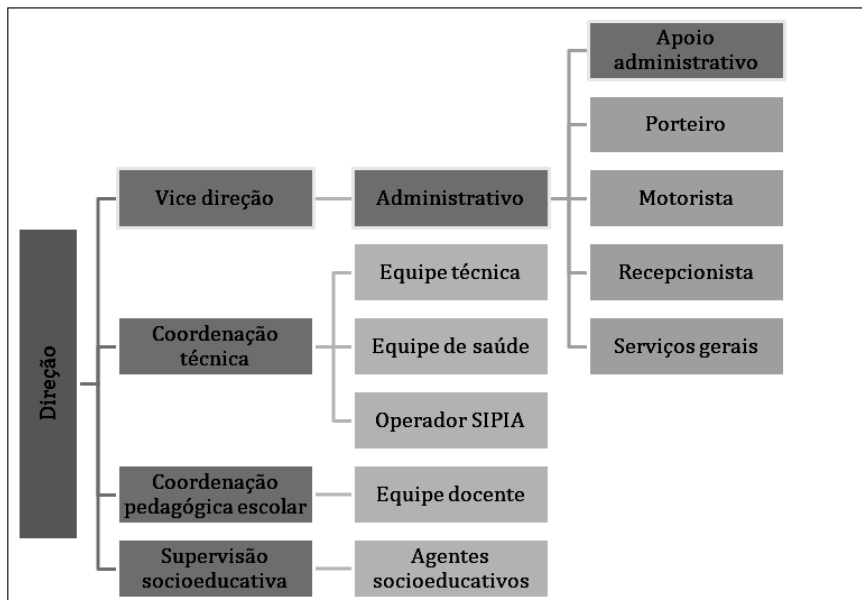 Direção
Vice direção
Coordenação
técnica
Coordenação
pedagógica escolar
Supervisão
socioeducativa
Administrativo
Equipe técnica
Equipe de saúde
Operador SIPIA
Equipe docente
Agentes
socioeducativos
Apoio
administrativo
Porteiro
Motorista
Recepcionista
Serviços gerais